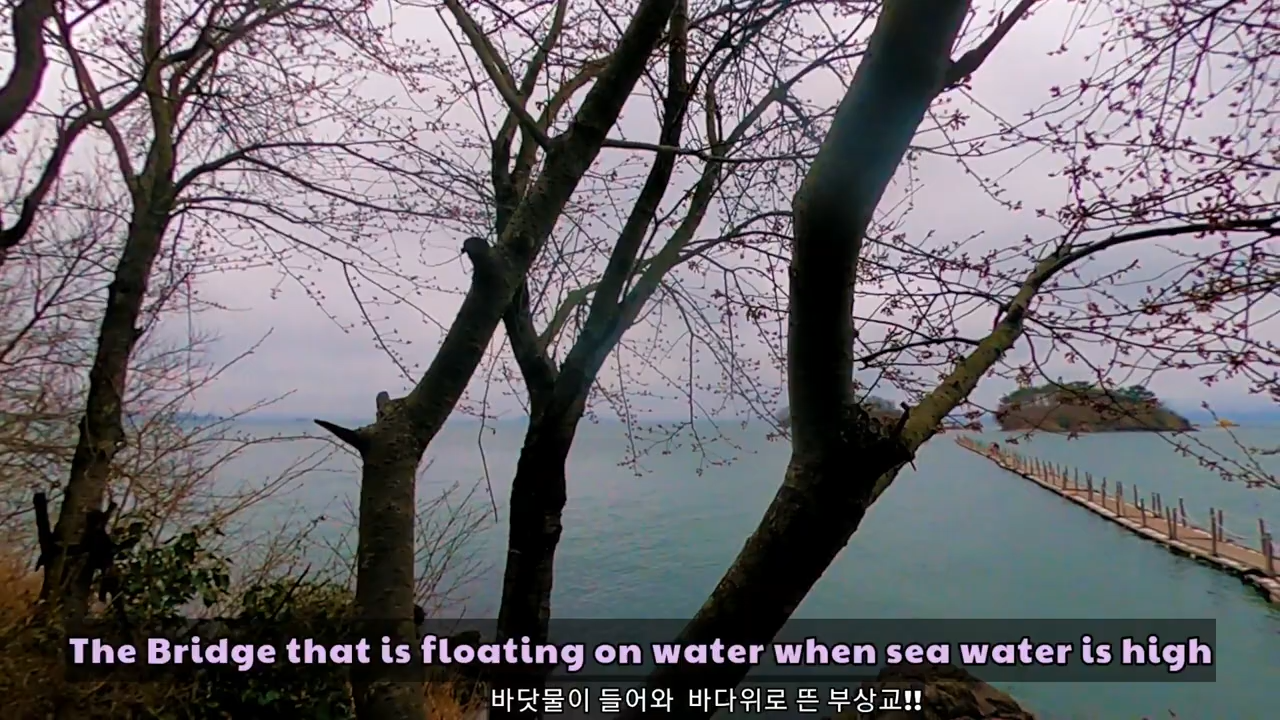 The Bridge that is floating on water when sea water is high
바닷물이 들어와 바다위로 뜬 부상교!!